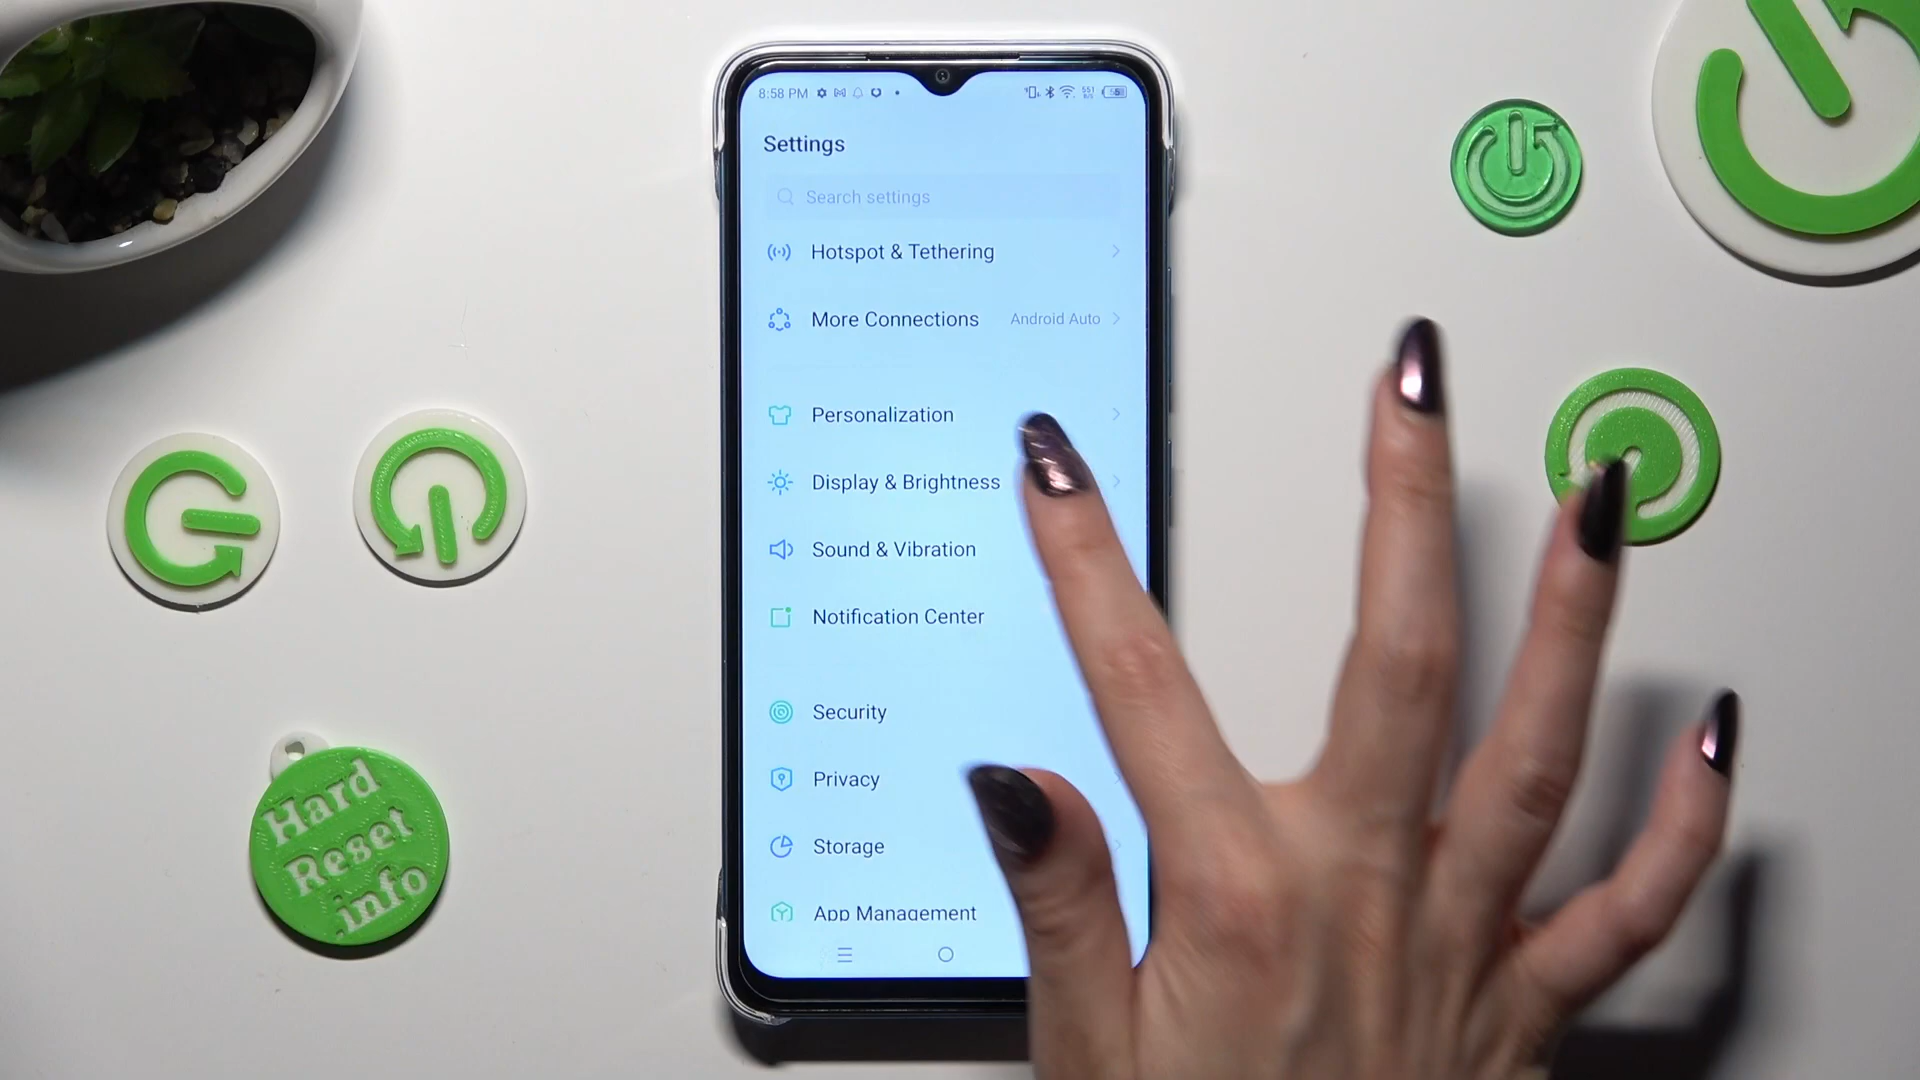 8:58 PM
Settings
Search settings
Hotspot & Tethering
More Connections Android Auto
Personalization
Display & Brightness
Sound & Vibration
Notification Center
Security
Privacy
Storage
App Management
Hard
Reset
.info